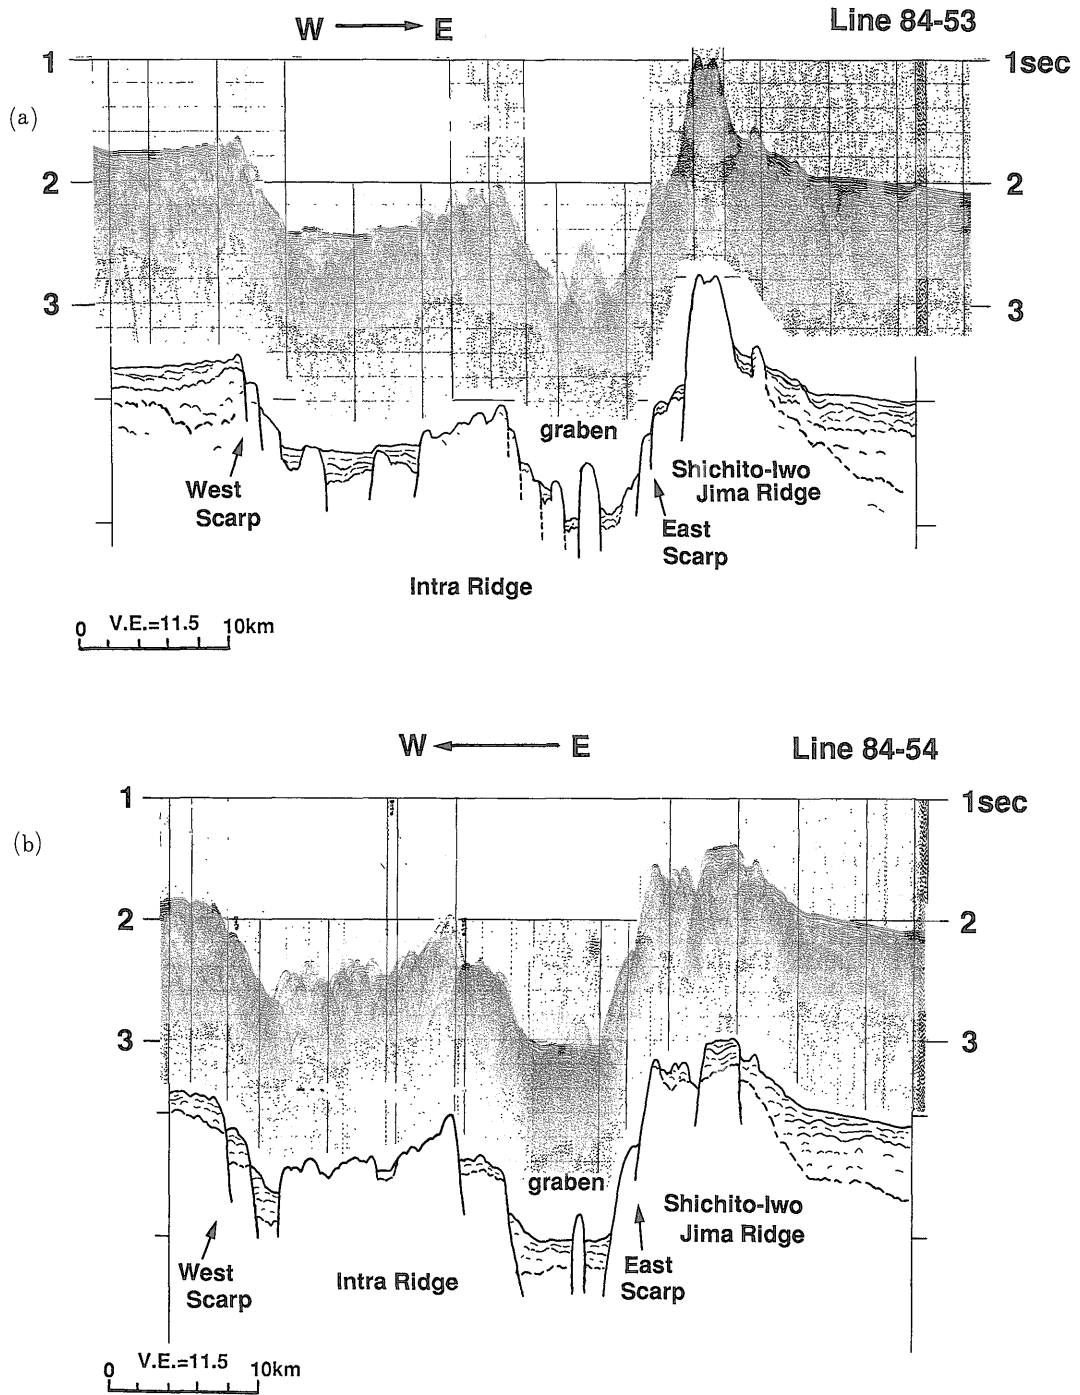 W E
Line 84-53
(a)
1 1sec
2 2
3 3
graben
West
Scarp
Shichito-Iwo
Jima Ridge
East
Scarp
Intra Ridge
0 V.E.=11.5 10km
W E
Line 84-54
(b)
1 1sec
2 2
3 3
graben
West
Scarp
Intra Ridge
Shichito-Iwo
Jima Ridge
East
Scarp
0 V.E.=11.5 10km